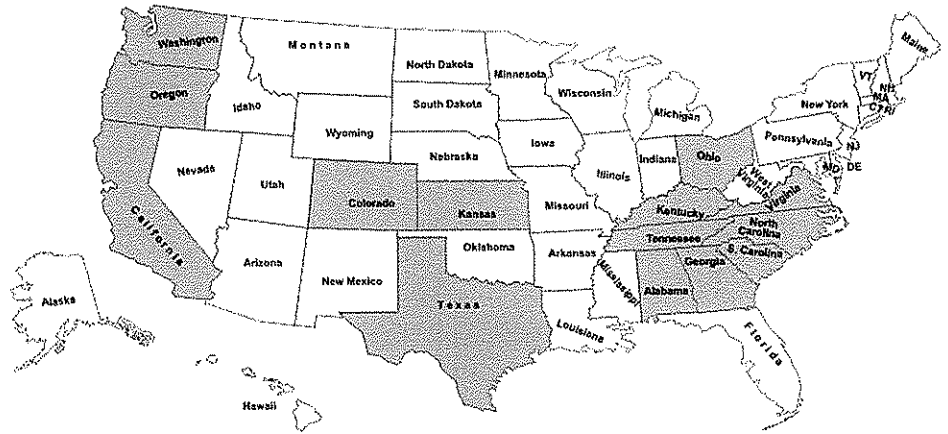 Washington
Montana
North Dakota
Minnesota
Maine
VT
NH
MA
CT RI
New York
Oregon
Idaho
South Dakota
Wisconsin
Michigan
Wyoming
Iowa
Pennsylvania
NJ
Nebraska
Illinois
Indiana
Ohio
MD
DE
West
Virginia
Virginia
Nevada
Utah
Colorado
Kansas
Missouri
Kentucky
California
North
Carolina
Tennessee
S. Carolina
Arizona
New Mexico
Oklahoma
Arkansas
Mississippi
Alabama
Georgia
Texas
Louisiana
Florida
Alaska
Hawaii